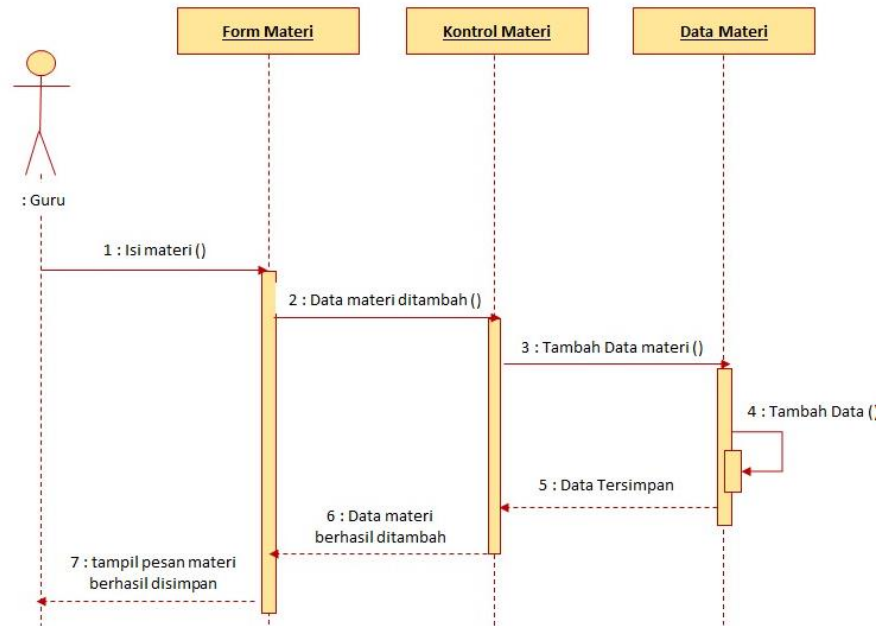 Form Materi
Kontrol Materi
Data Materi
: Guru
1 : Isi materi ()
2 : Data materi ditambah ()
3 : Tambah Data materi ()
4 : Tambah Data ()
5 : Data Tersimpan
6 : Data materi
berhasil ditambah
7 : tampil pesan materi
berhasil disimpan